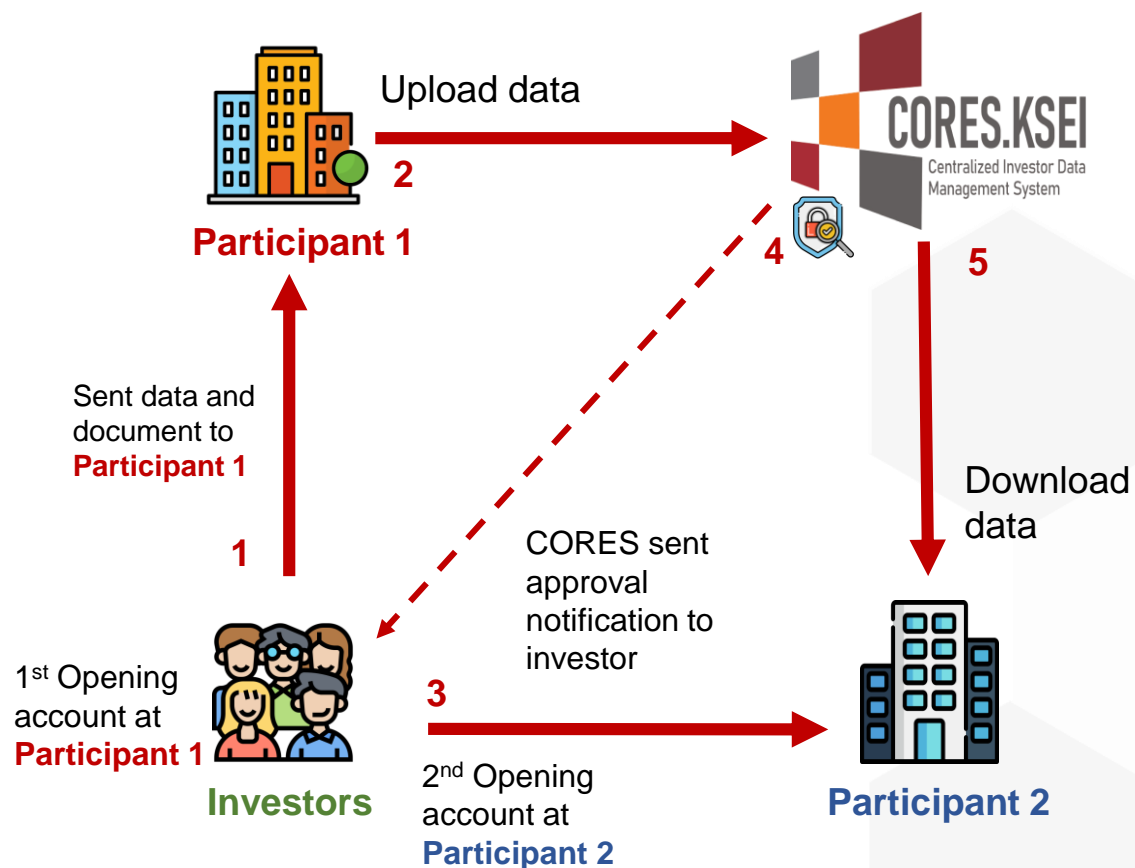 Upload data
2
Participant 1
CORES.KSEI
Centralized Investor Data
Management System
4
5
Sent data and
document to
Participant 1
1
Download
data
CORES sent
approval
notification to
investor
1st Opening
account at
Participant 1
3
Investors
2nd Opening
account at
Participant 2
Participant 2